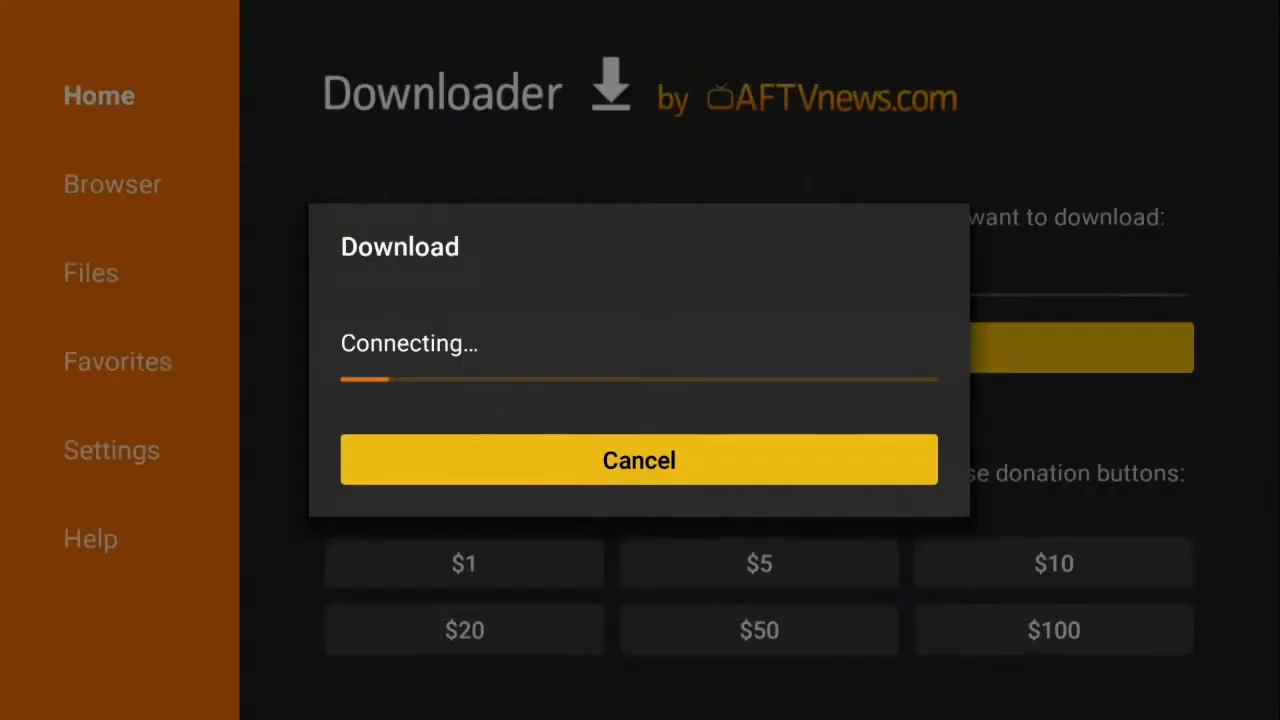 Home
Browser
Files
Favorites
Settings
Help
Downloader by AFTVnews.com
want to download:
Download
Connecting...
Cancel
se donation buttons:
$1 $5 $10
$20 $50 $100